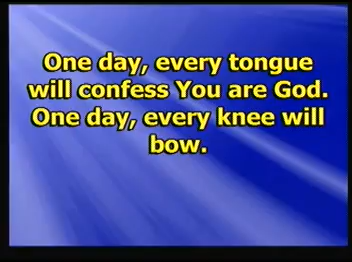 One day, every tongue
will confess You are God.
One day, every knee will
bow.